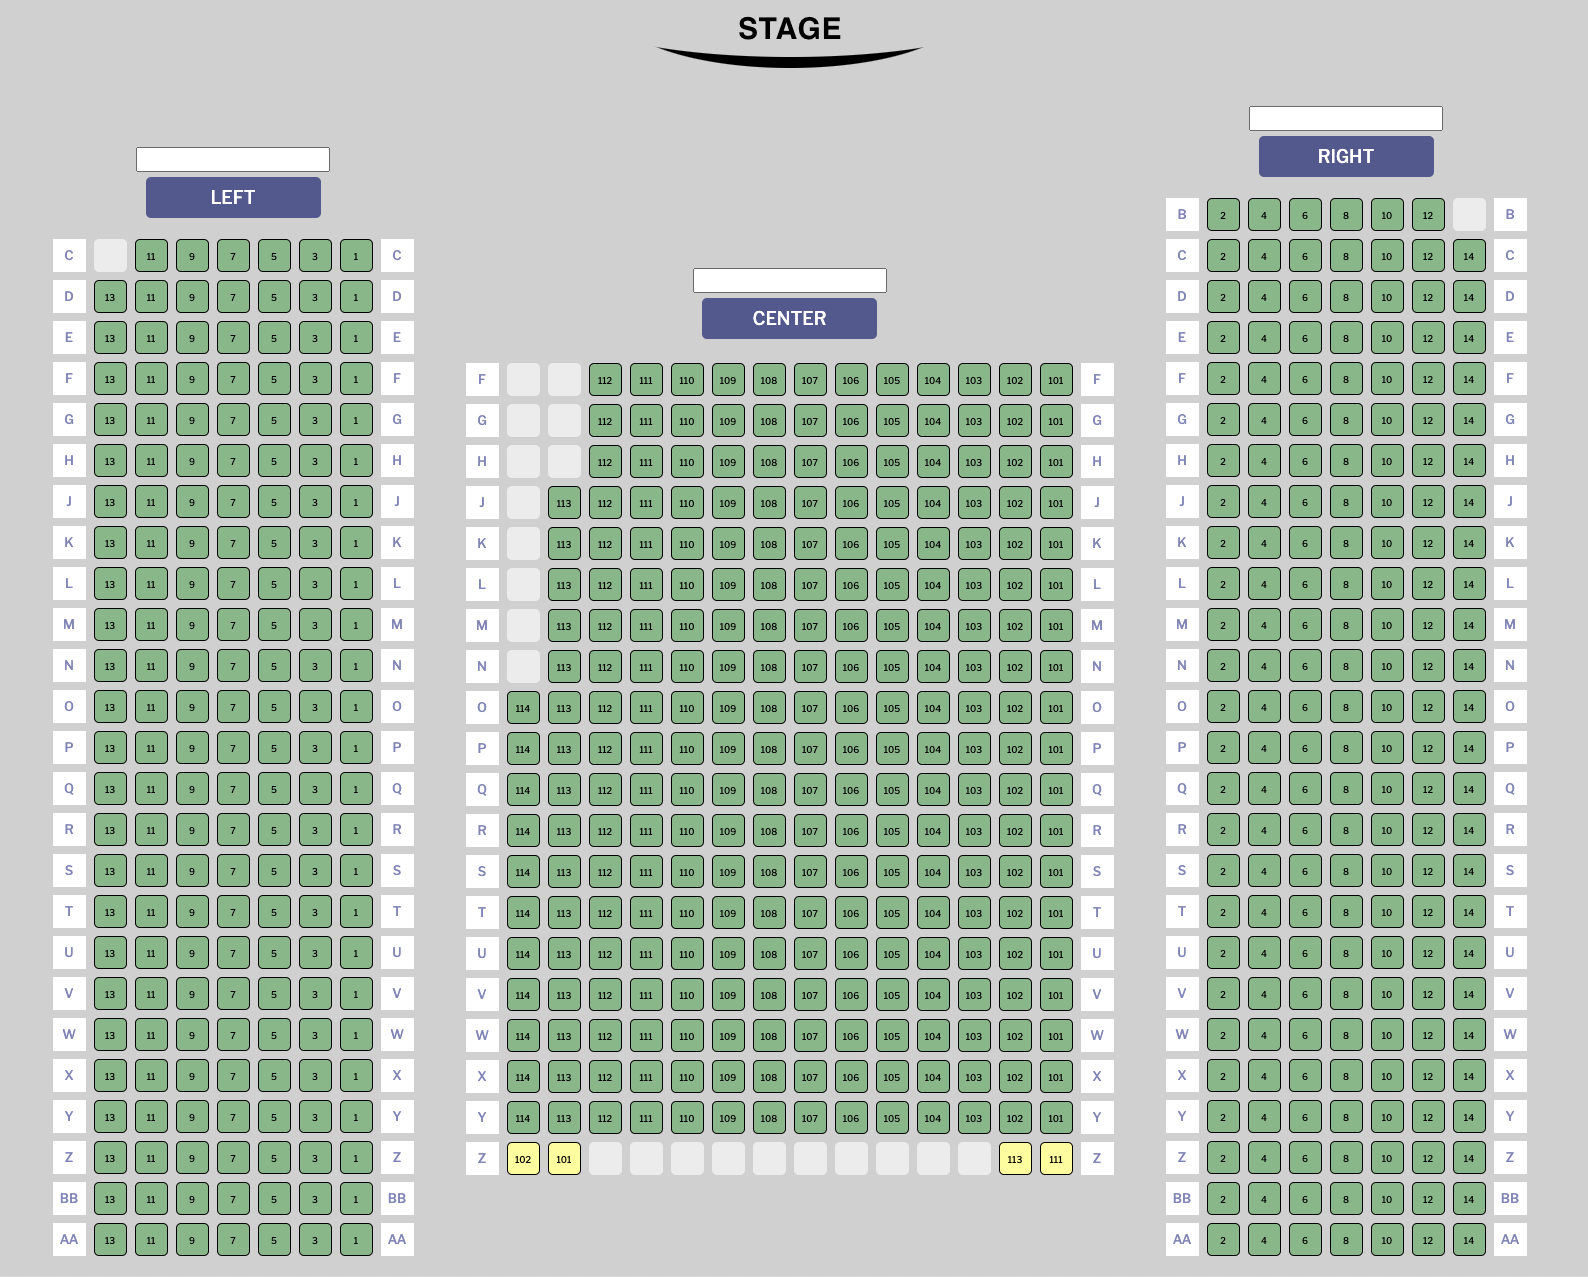 STAGE
LEFT
C 11 9 7 5 3 1 C
D 13 11 9 7 5 3 1 D
E 13 11 9 7 5 3 1 E
F 13 11 9 7 5 3 1 F
G 13 11 9 7 5 3 1 G
H 13 11 9 7 5 3 1 H
J 13 11 9 7 5 3 1 J
K 13 11 9 7 5 3 1 K
L 13 11 9 7 5 3 1 L
M 13 11 9 7 5 3 1 M
N 13 11 9 7 5 3 1 N
O 13 11 9 7 5 3 1 O
P 13 11 9 7 5 3 1 P
Q 13 11 9 7 5 3 1 Q
R 13 11 9 7 5 3 1 R
S 13 11 9 7 5 3 1 S
T 13 11 9 7 5 3 1 T
U 13 11 9 7 5 3 1 U
V 13 11 9 7 5 3 1 V
W 13 11 9 7 5 3 1 W
X 13 11 9 7 5 3 1 X
Y 13 11 9 7 5 3 1 Y
Z 13 11 9 7 5 3 1 Z
BB 13 11 9 7 5 3 1 BB
AA 13 11 9 7 5 3 1 AA
CENTER
F 112 111 110 109 108 107 106 105 104 103 102 101 F
G 112 111 110 109 108 107 106 105 104 103 102 101 G
H 112 111 110 109 108 107 106 105 104 103 102 101 H
J 113 112 111 110 109 108 107 106 105 104 103 102 101 J
K 113 112 111 110 109 108 107 106 105 104 103 102 101 K
L 113 112 111 110 109 108 107 106 105 104 103 102 101 L
M 113 112 111 110 109 108 107 106 105 104 103 102 101 M
N 113 112 111 110 109 108 107 106 105 104 103 102 101 N
O 114 113 112 111 110 109 108 107 106 105 104 103 102 101 O
P 114 113 112 111 110 109 108 107 106 105 104 103 102 101 P
Q 114 113 112 111 110 109 108 107 106 105 104 103 102 101 Q
R 114 113 112 111 110 109 108 107 106 105 104 103 102 101 R
S 114 113 112 111 110 109 108 107 106 105 104 103 102 101 S
T 114 113 112 111 110 109 108 107 106 105 104 103 102 101 T
U 114 113 112 111 110 109 108 107 106 105 104 103 102 101 U
V 114 113 112 111 110 109 108 107 106 105 104 103 102 101 V
W 114 113 112 111 110 109 108 107 106 105 104 103 102 101 W
X 114 113 112 111 110 109 108 107 106 105 104 103 102 101 X
Y 114 113 112 111 110 109 108 107 106 105 104 103 102 101 Y
Z 102 101 113 111 Z
RIGHT
B 2 4 6 8 10 12 B
C 2 4 6 8 10 12 14 C
D 2 4 6 8 10 12 14 D
E 2 4 6 8 10 12 14 E
F 2 4 6 8 10 12 14 F
G 2 4 6 8 10 12 14 G
H 2 4 6 8 10 12 14 H
J 2 4 6 8 10 12 14 J
K 2 4 6 8 10 12 14 K
L 2 4 6 8 10 12 14 L
M 2 4 6 8 10 12 14 M
N 2 4 6 8 10 12 14 N
O 2 4 6 8 10 12 14 O
P 2 4 6 8 10 12 14 P
Q 2 4 6 8 10 12 14 Q
R 2 4 6 8 10 12 14 R
S 2 4 6 8 10 12 14 S
T 2 4 6 8 10 12 14 T
U 2 4 6 8 10 12 14 U
V 2 4 6 8 10 12 14 V
W 2 4 6 8 10 12 14 W
X 2 4 6 8 10 12 14 X
Y 2 4 6 8 10 12 14 Y
Z 2 4 6 8 10 12 14 Z
BB 2 4 6 8 10 12 14 BB
AA 2 4 6 8 10 12 14 AA